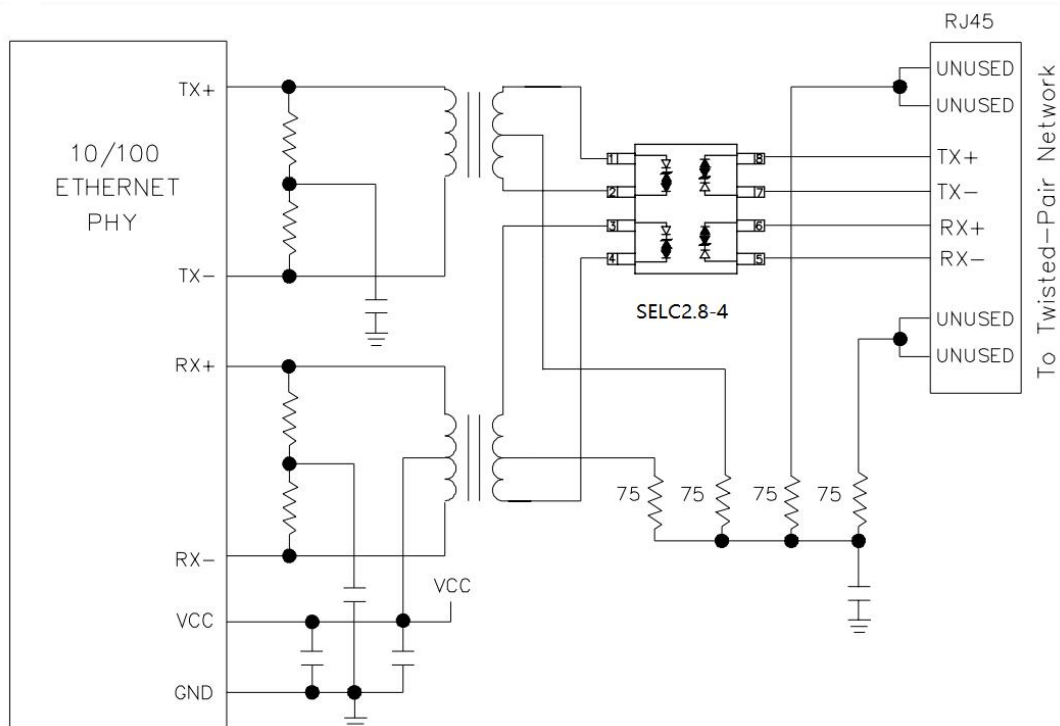 RJ45
UNUSED
UNUSED
TX+
TX-
RX+
RX-
UNUSED
UNUSED
To Twisted-Pair Network
TX+
10/100
ETHERNET
PHY
TX-
RX+
RX-
VCC
GND
VCC
1
2
3
4
8
7
6
5
SELC2.8-4
75
75
75
75